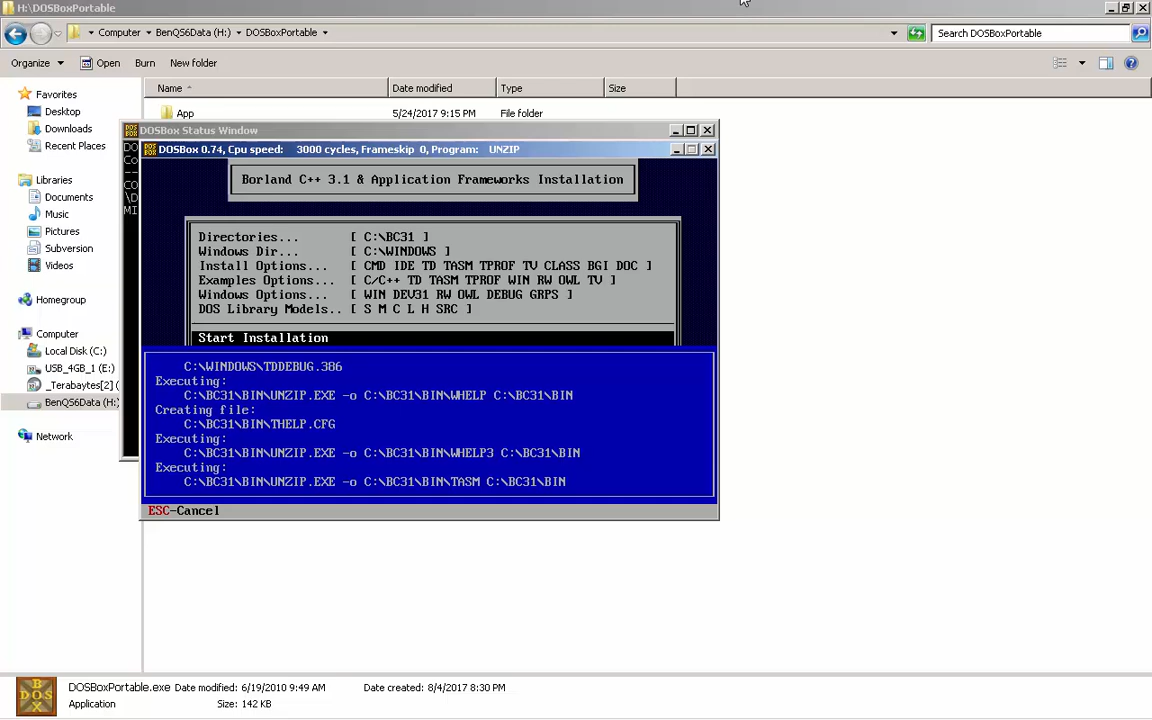 H:\DOSBoxPortable
Computer BenQS6Data (H:) DOSBoxPortable
Search DOSBoxPortable
Organize Open Burn New folder
Name Date modified Type Size
Favorites
Desktop
Downloads
Recent Places
Libraries
Documents
Music
Pictures
Subversion
Videos
Homegroup
Computer
Local Disk (C:)
USB_4GB_1 (E:)
_Terabytes[2] (
BenQS6Data (H:)
Network
App 5/24/2017 9:15 PM File folder
DOSBox Status Window
DO
Co
--
CO
\D
MI
DOSBox 0.74, Cpu speed: 3000 cycles, Frameskip 0, Program: UNZIP
Borland C++ 3.1 & Application Frameworks Installation
Directories... [ C:\BC31 ]
Windows Dir... [ C:\WINDOWS ]
Install Options... [ CMD IDE TD TASM TPROF TV CLASS BGI DOC ]
Examples Options... [ C/C++ TD TASM TPROF WIN RW OWL TV ]
Windows Options... [ WIN DEV31 RW OWL DEBUG GRPS ]
DOS Library Models.. [ S M C L H SRC ]
Start Installation
C:\WINDOWS\TDDEBUG.386
Executing:
C:\BC31\BIN\UNZIP.EXE -o C:\BC31\BIN\WHELP C:\BC31\BIN
Creating file:
C:\BC31\BIN\THELP.CFG
Executing:
C:\BC31\BIN\UNZIP.EXE -o C:\BC31\BIN\WHELP3 C:\BC31\BIN
Executing:
C:\BC31\BIN\UNZIP.EXE -o C:\BC31\BIN\TASM C:\BC31\BIN
ESC-Cancel
DOS BOX
DOSBoxPortable.exe Date modified: 6/19/2010 9:49 AM Date created: 8/4/2017 8:30 PM
Application Size: 142 KB